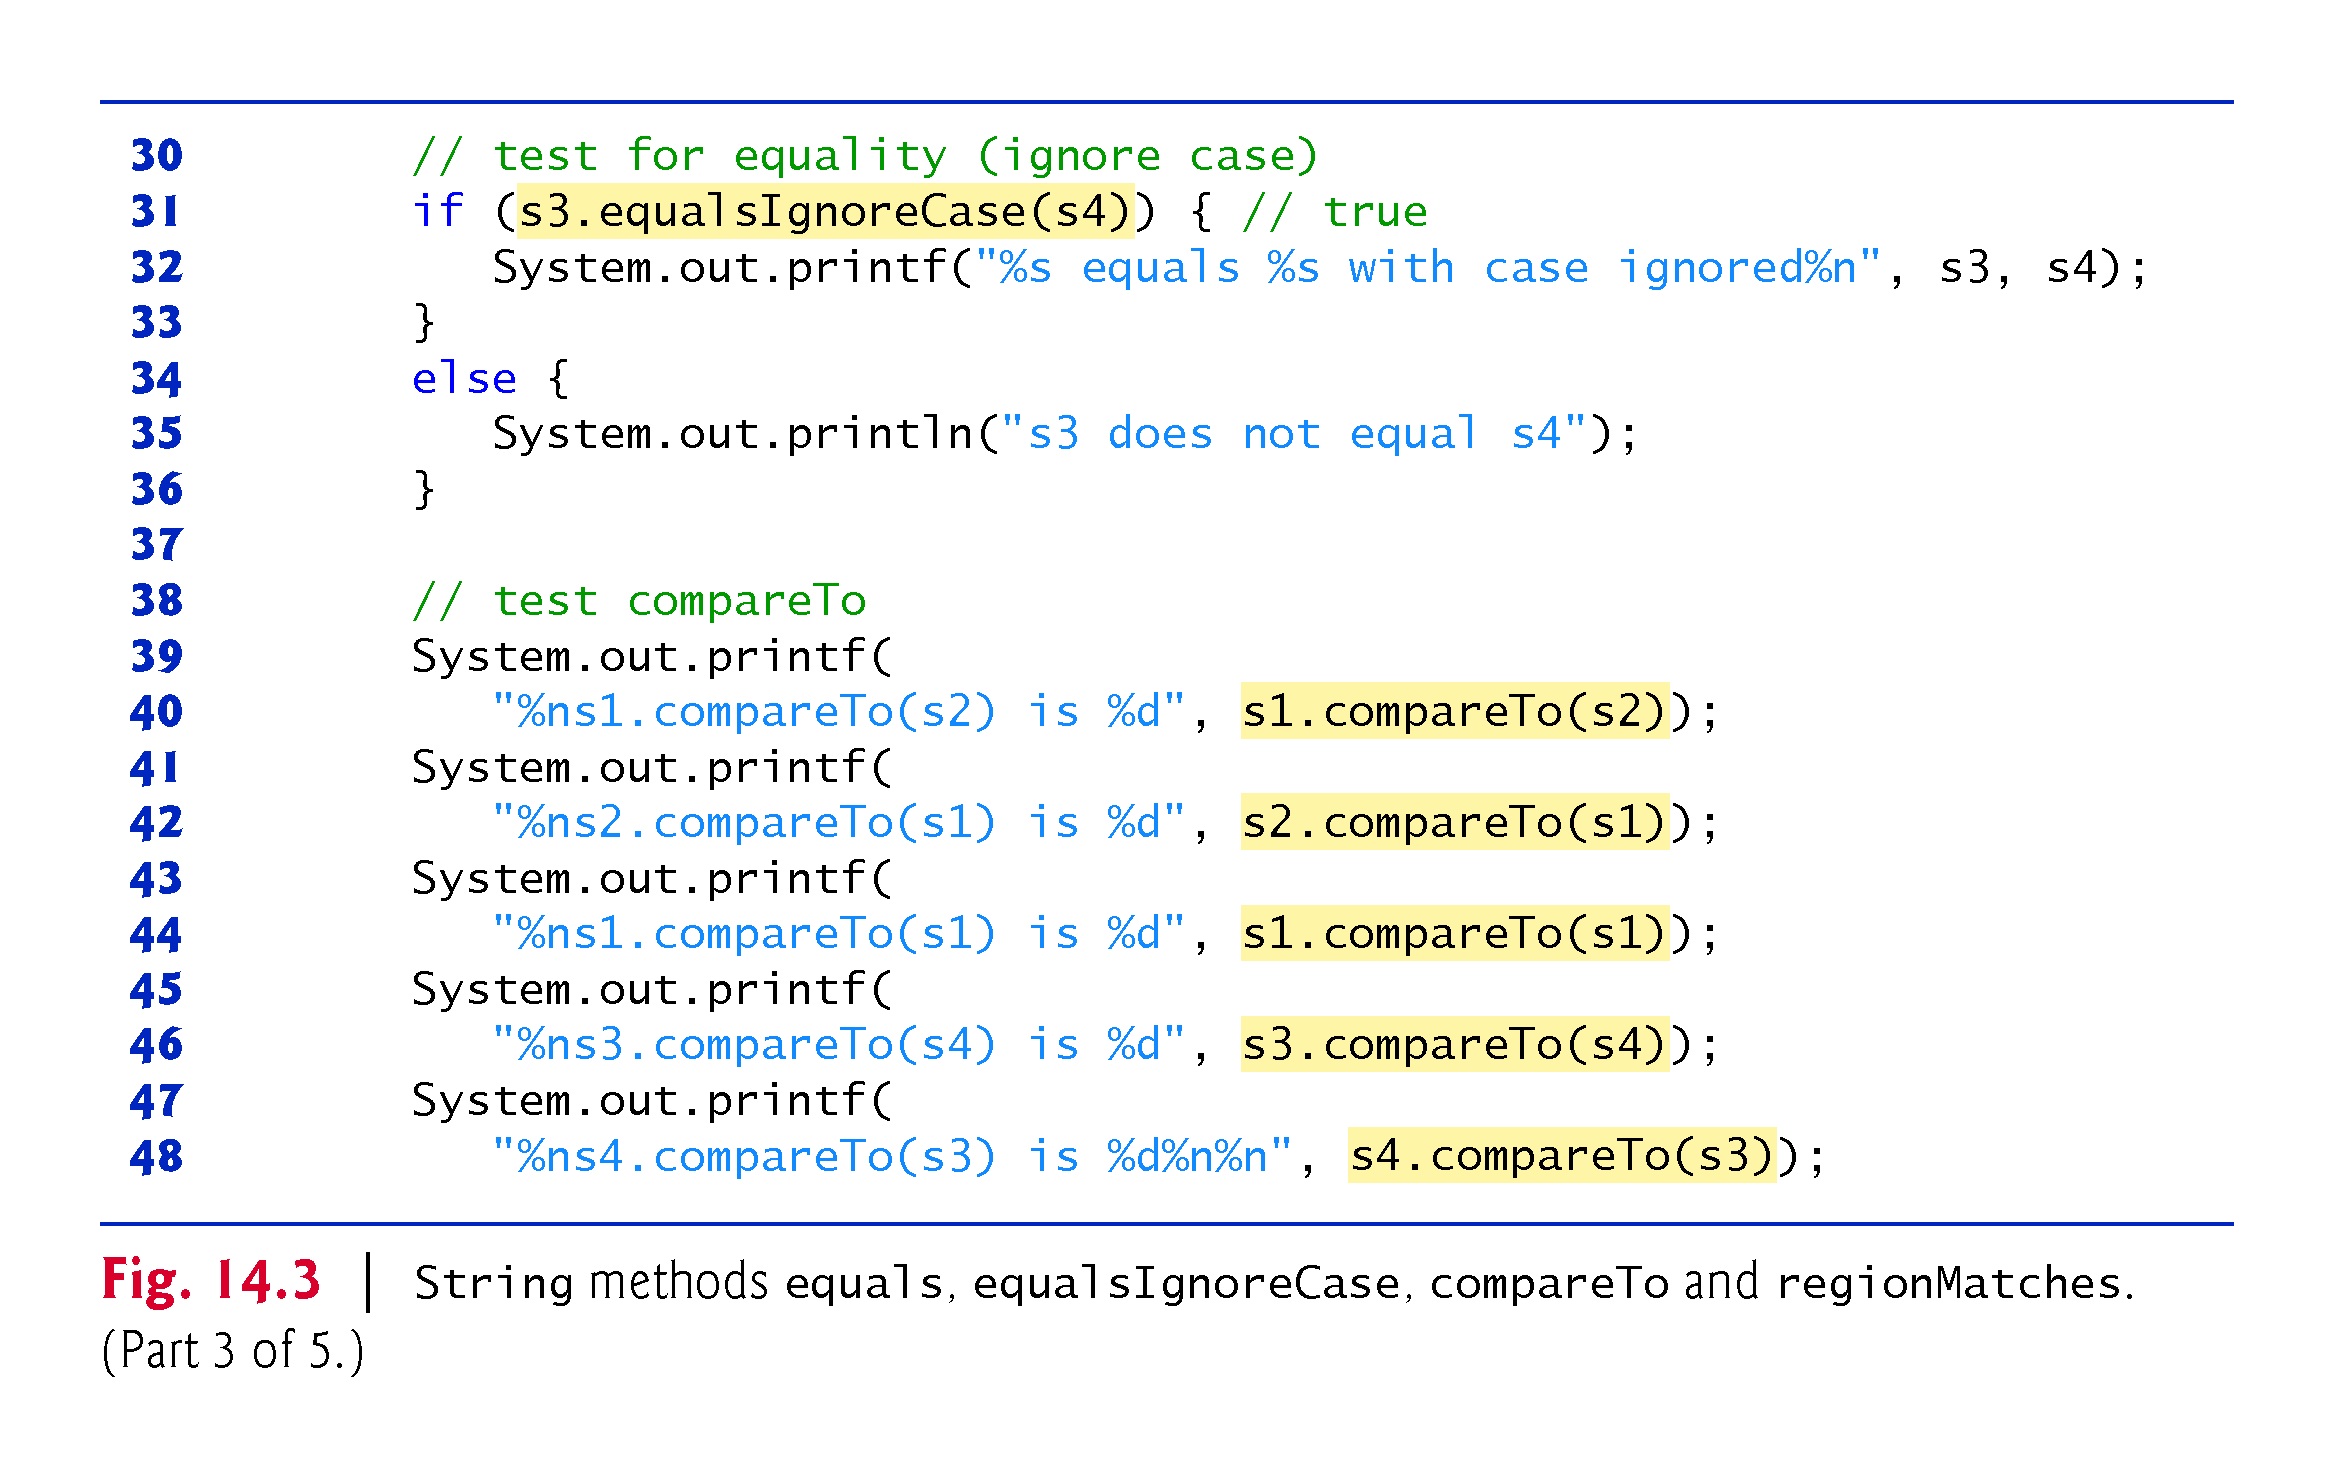 30 // test for equality (ignore case)
31 if (s3.equalsIgnoreCase(s4)) { // true
32 System.out.printf("%s equals %s with case ignored%n", s3, s4);
33 }
34 else {
35 System.out.println("s3 does not equal s4");
36 }
37
38 // test compareTo
39 System.out.printf(
40 "%ns1.compareTo(s2) is %d", s1.compareTo(s2));
41 System.out.printf(
42 "%ns2.compareTo(s1) is %d", s2.compareTo(s1));
43 System.out.printf(
44 "%ns1.compareTo(s1) is %d", s1.compareTo(s1));
45 System.out.printf(
46 "%ns3.compareTo(s4) is %d", s3.compareTo(s4));
47 System.out.printf(
48 "%ns4.compareTo(s3) is %d%n%n", s4.compareTo(s3));
Fig. 14.3 | String methods equals, equalsIgnoreCase, compareTo and regionMatches.
(Part 3 of 5.)